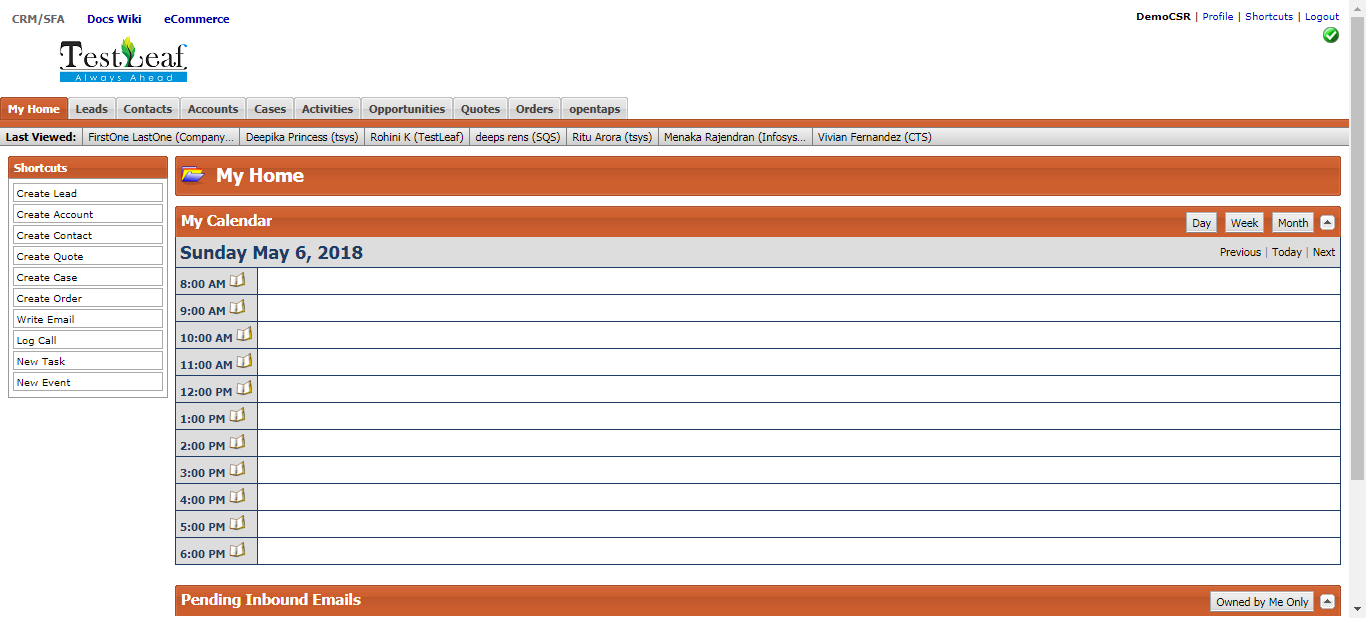 CRM/SFA Docs Wiki eCommerce
DemoCSR | Profile | Shortcuts | Logout
TestLeaf
Always Ahead
My Home Leads Contacts Accounts Cases Activities Opportunities Quotes Orders opentaps
Last Viewed: FirstOne LastOne (Company... Deepika Princess (tsys) Rohini K (TestLeaf) deeps rens (SQS) Ritu Arora (tsys) Menaka Rajendran (Infosys... Vivian Fernandez (CTS)
Shortcuts
Create Lead
Create Account
Create Contact
Create Quote
Create Case
Create Order
Write Email
Log Call
New Task
New Event
My Home
My Calendar Day Week Month
Sunday May 6, 2018 Previous | Today | Next
8:00 AM
9:00 AM
10:00 AM
11:00 AM
12:00 PM
1:00 PM
2:00 PM
3:00 PM
4:00 PM
5:00 PM
6:00 PM
Pending Inbound Emails Owned by Me Only